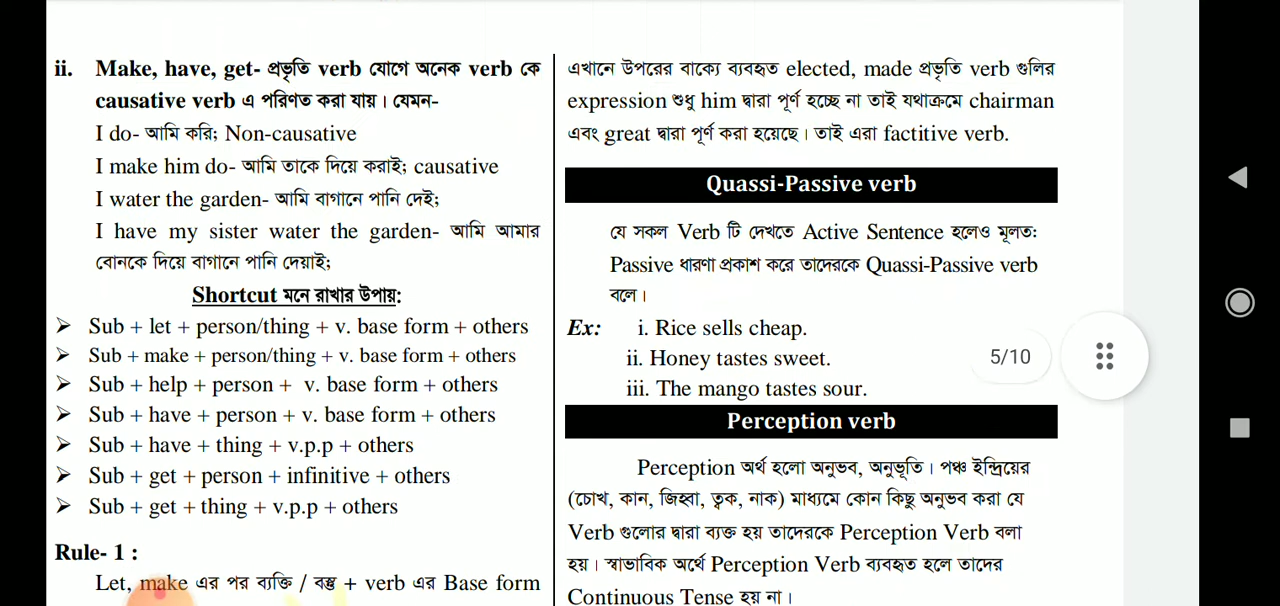 ii. Make, have, get- প্রভৃতি verb যোগে অনেক verb কে
causative verb এ পরিণত করা যায়। যেমন-
I do- আমি করি; Non-causative
I make him do- আমি তাকে দিয়ে করাই; causative
I water the garden- আমি বাগানে পানি দেই;
I have my sister water the garden- আমি আমার
বোনকে দিয়ে বাগানে পানি দেয়াই;
Shortcut মনে রাখার উপায়:
➢ Sub + let + person/thing + v. base form + others
➢ Sub + make + person/thing + v. base form + others
➢ Sub + help + person + v. base form + others
➢ Sub + have + person + v. base form + others
➢ Sub + have + thing + v.p.p + others
➢ Sub + get + person + infinitive + others
➢ Sub + get + thing + v.p.p + others
Rule- 1 :
Let, make এর পর ব্যক্তি / বস্তু + verb এর Base form
এখানে উপরের বাক্যে ব্যবহৃত elected, made প্রভৃতি verb গুলির
expression শুধু him দ্বারা পূর্ণ হচ্ছে না তাই যথাক্রমে chairman
এবং great দ্বারা পূর্ণ করা হয়েছে। তাই এরা factitive verb.
Quassi-Passive verb
যে সকল Verb টি দেখতে Active Sentence হলেও মূলত:
Passive ধারণা প্রকাশ করে তাদেরকে Quassi-Passive verb
বলে।
Ex: i. Rice sells cheap.
ii. Honey tastes sweet.
iii. The mango tastes sour.
5/10
Perception verb
Perception অর্থ হলো অনুভব, অনুভূতি। পঞ্চ ইন্দ্রিয়ের
(চোখ, কান, জিহ্বা, ত্বক, নাক) মাধ্যমে কোন কিছু অনুভব করা যে
Verb গুলোর দ্বারা ব্যক্ত হয় তাদেরকে Perception Verb বলা
হয়। স্বাভাবিক অর্থে Perception Verb ব্যবহৃত হলে তাদের
Continuous Tense হয় না।